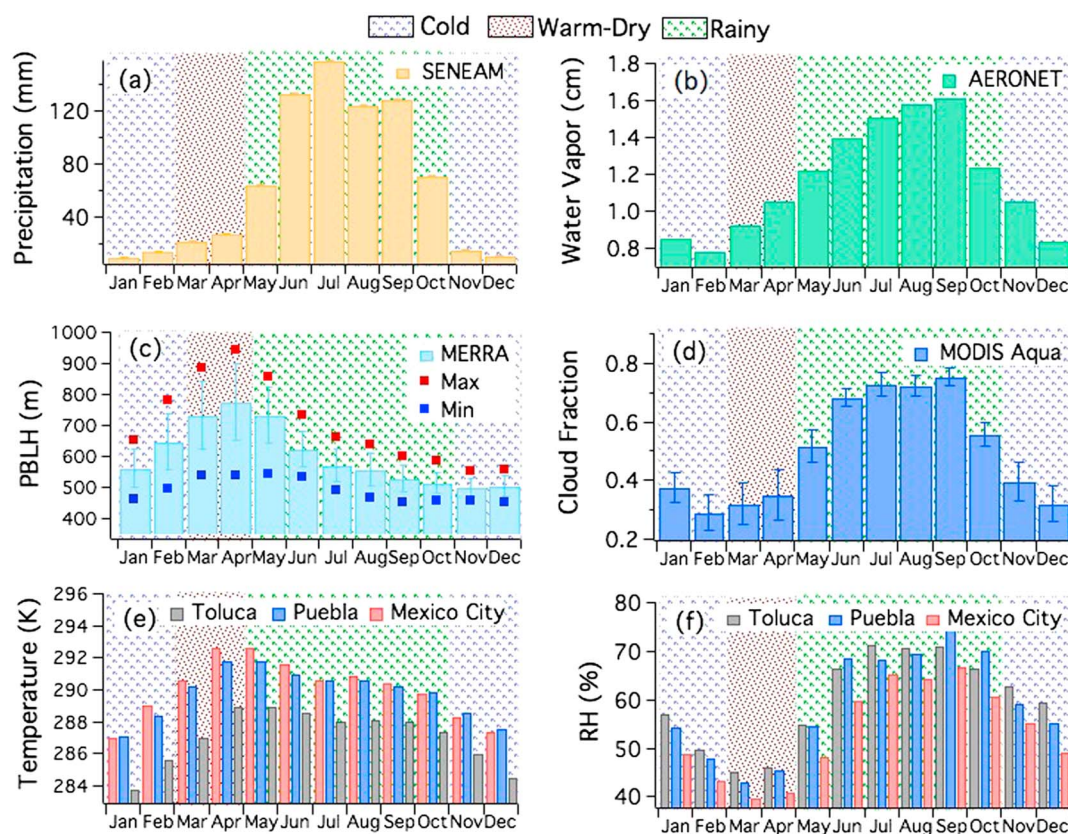 Cold Warm-Dry Rainy
(a) SENEAM
Precipitation (mm)
120
80
40
Jan Feb Mar Apr May Jun Jul Aug Sep Oct Nov Dec
(b) AERONET
Water Vapor (cm)
1.8
1.6
1.4
1.2
1.0
0.8
Jan Feb Mar Apr May Jun Jul Aug Sep Oct Nov Dec
(c) MERRA
Max
Min
PBLH (m)
1000
900
800
700
600
500
400
Jan Feb Mar Apr May Jun Jul Aug Sep Oct Nov Dec
(d) MODIS Aqua
Cloud Fraction
0.8
0.6
0.4
0.2
Jan Feb Mar Apr May Jun Jul Aug Sep Oct Nov Dec
(e) Toluca Puebla Mexico City
Temperature (K)
296
294
292
290
288
286
284
Jan Feb Mar Apr May Jun Jul Aug Sep Oct Nov Dec
(f) Toluca Puebla Mexico City
RH (%)
80
70
60
50
40
Jan Feb Mar Apr May Jun Jul Aug Sep Oct Nov Dec